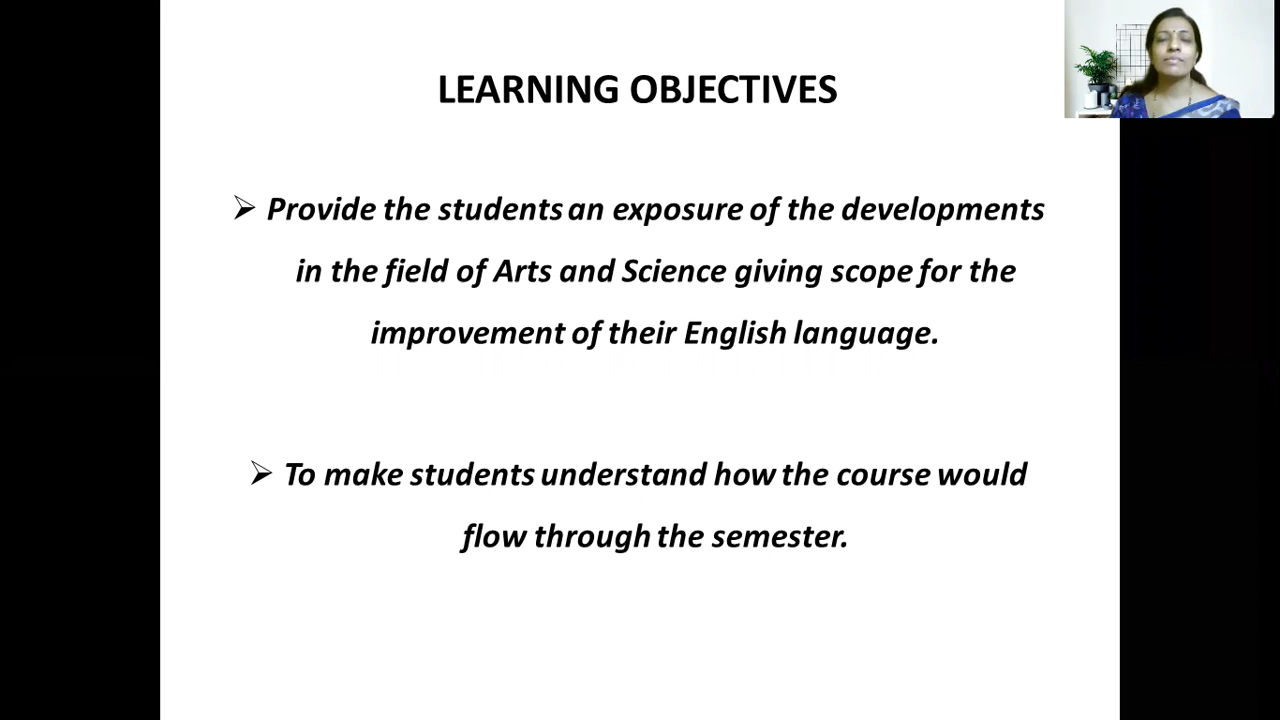 LEARNING OBJECTIVES
➢ Provide the students an exposure of the developments
in the field of Arts and Science giving scope for the
improvement of their English language.
➢ To make students understand how the course would
flow through the semester.